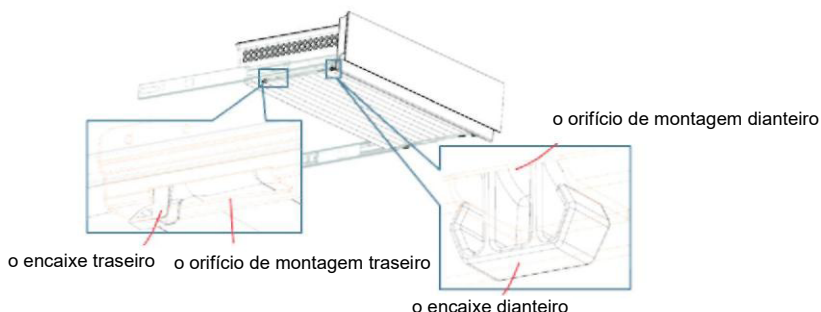 o orifício de montagem dianteiro
o encaixe traseiro
o orifício de montagem traseiro
o encaixe dianteiro